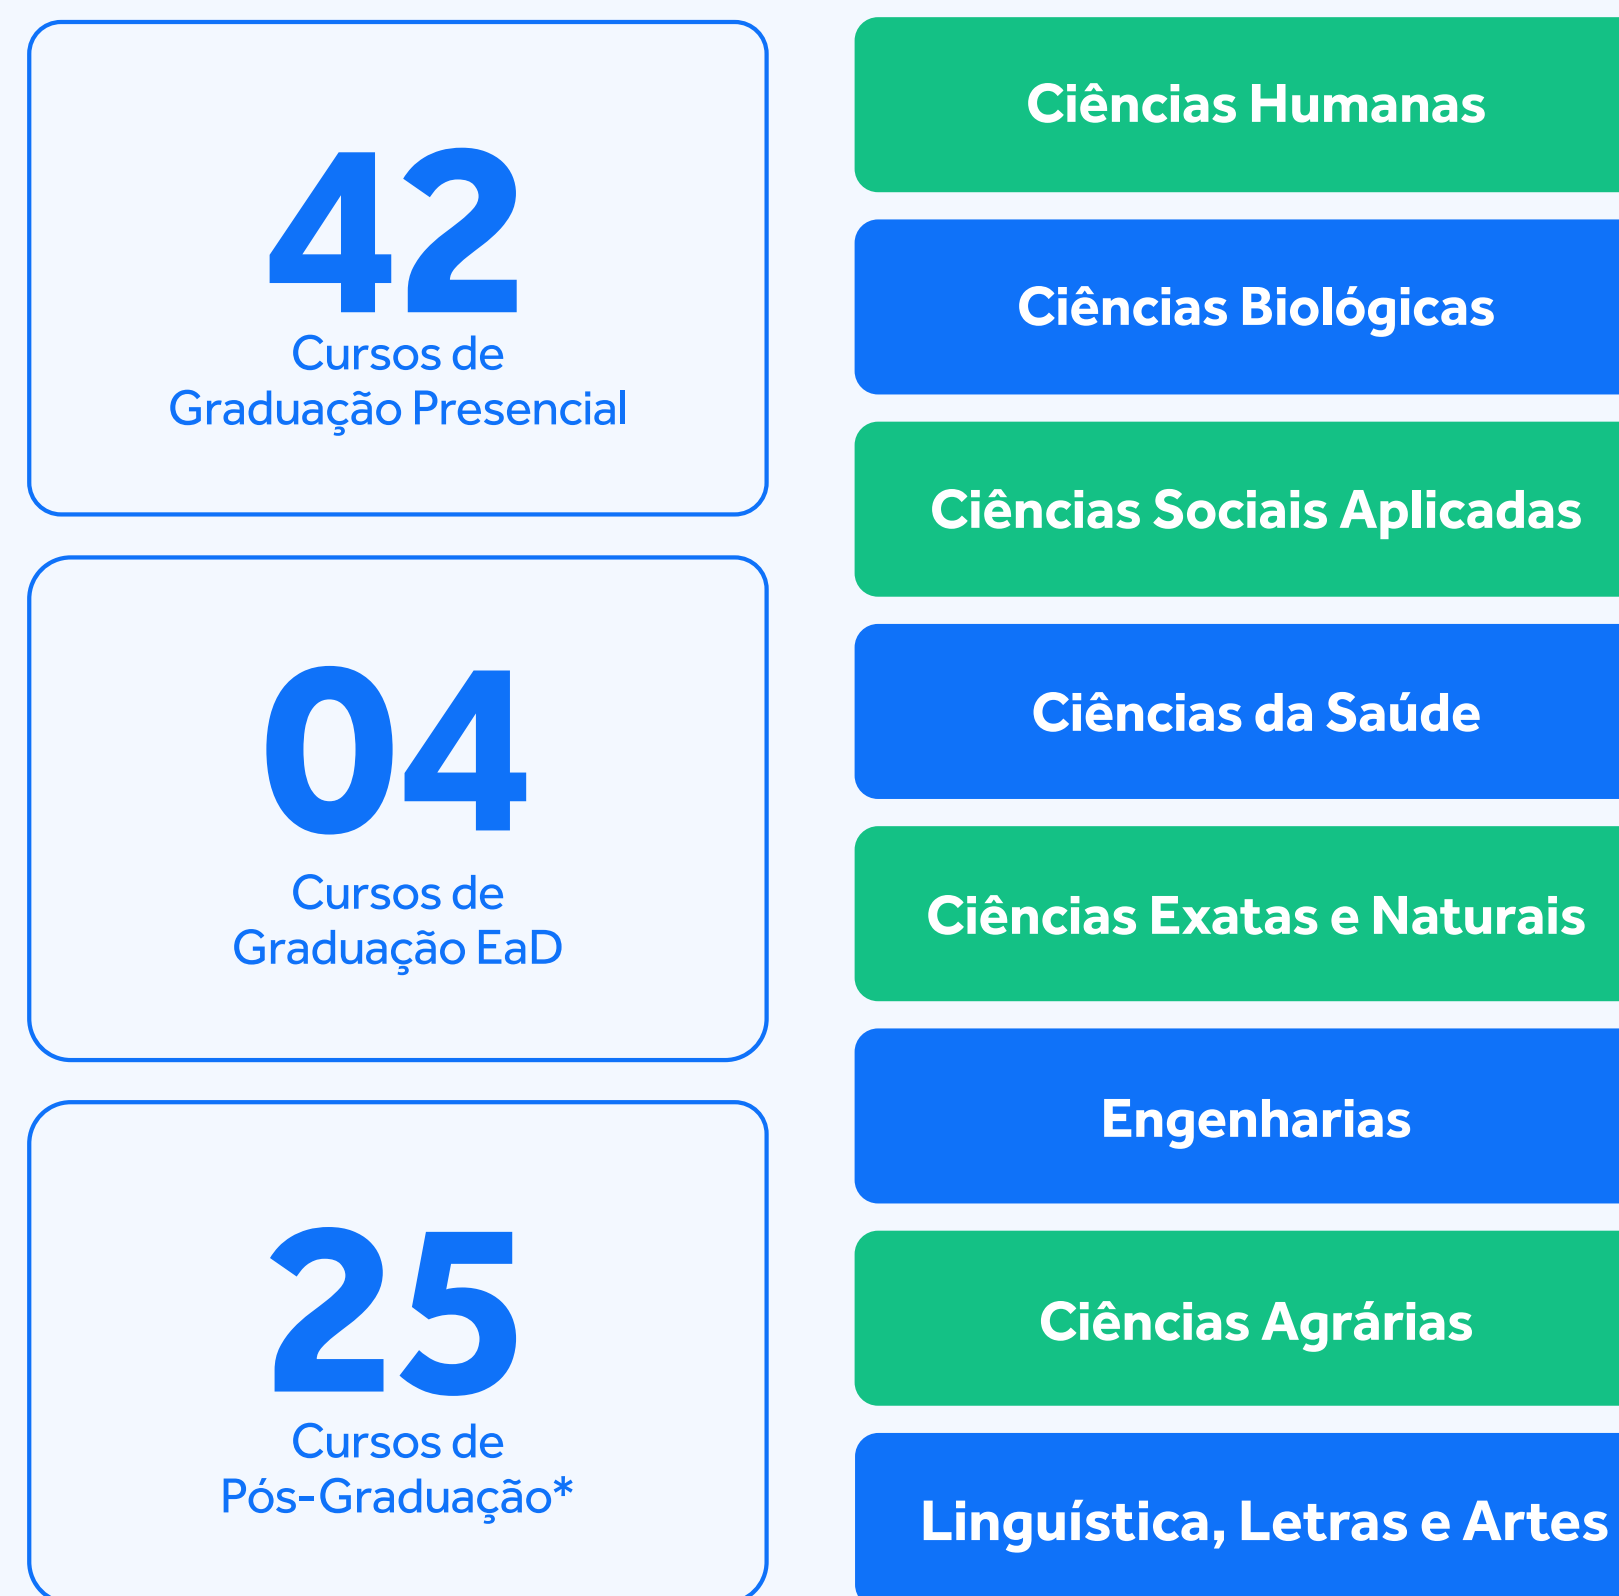 42
Cursos de
Graduação Presencial
04
Cursos de
Graduação EaD
25
Cursos de
Pós-Graduação*
Ciências Humanas
Ciências Biológicas
Ciências Sociais Aplicadas
Ciências da Saúde
Ciências Exatas e Naturais
Engenharias
Ciências Agrárias
Linguística, Letras e Artes